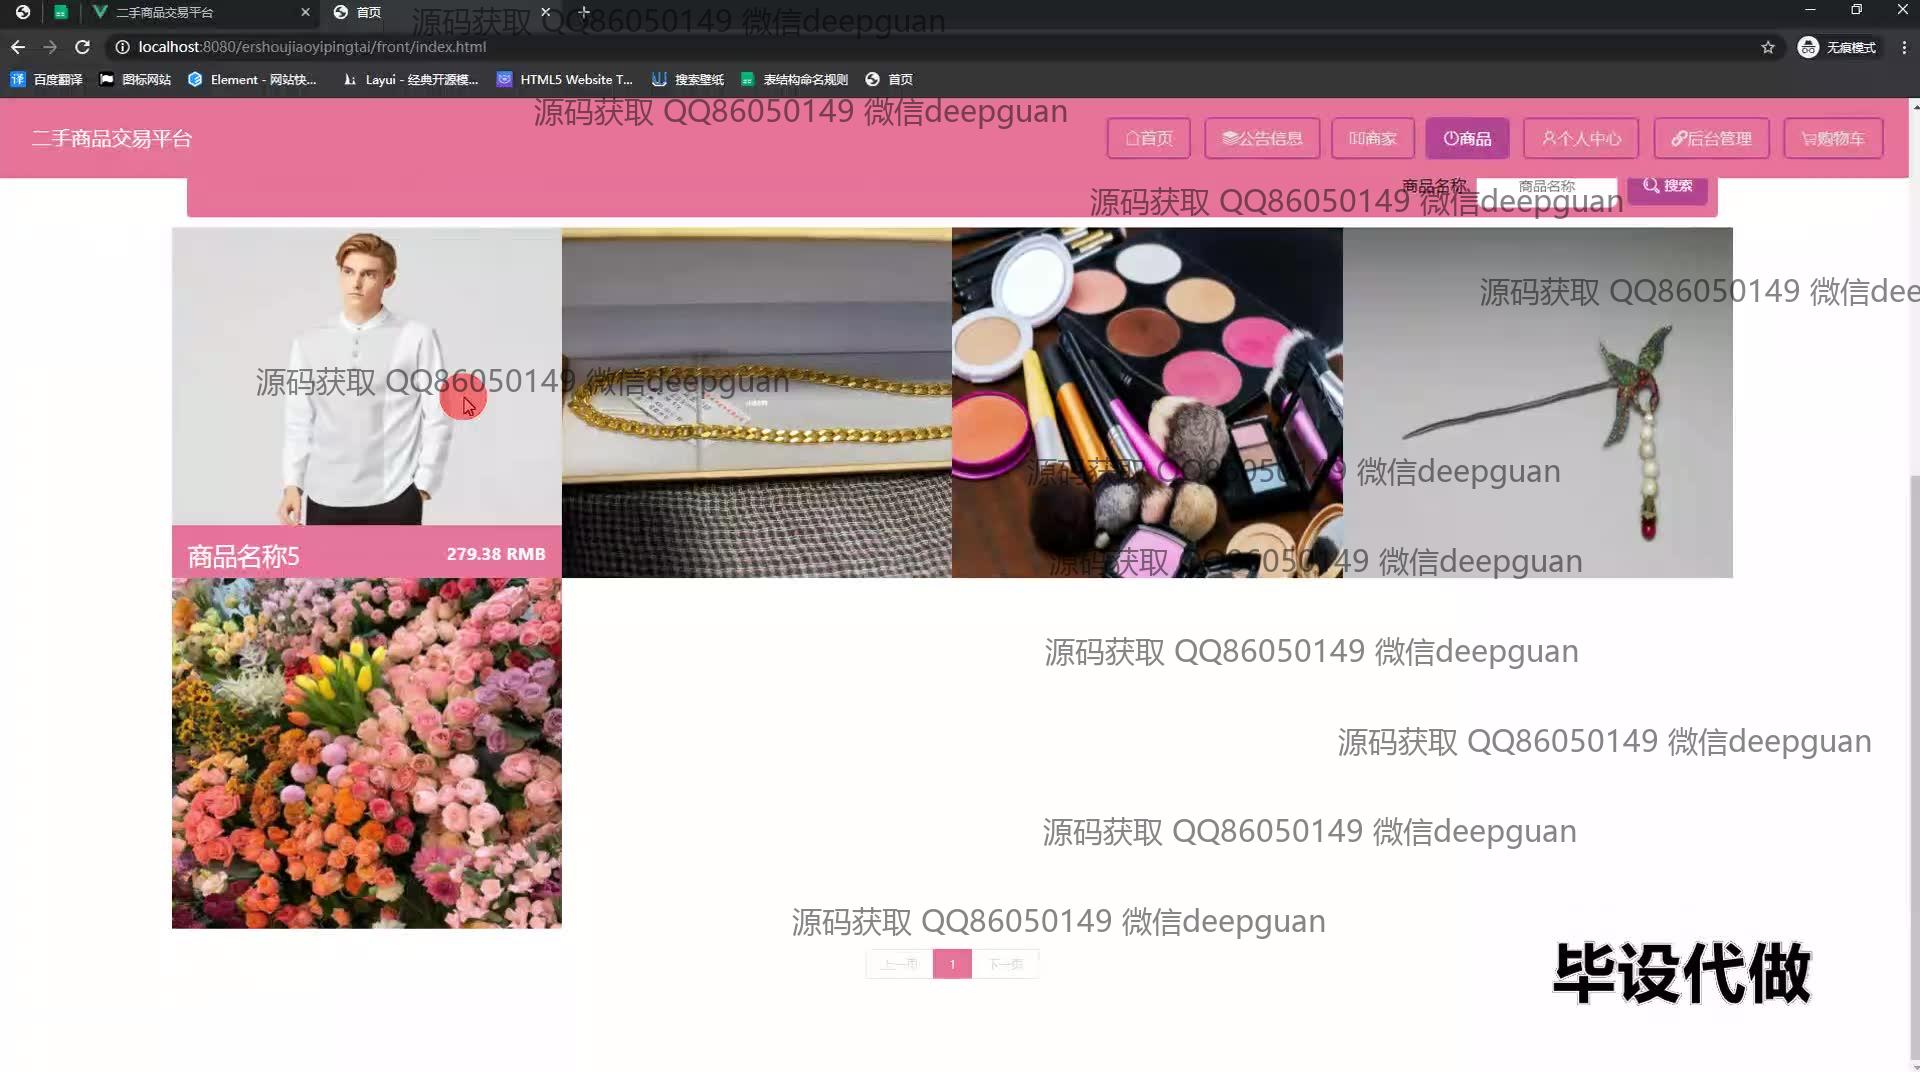 二手商品交易平台
首页
源码获取 QQ86050149 微信deepguan
localhost:8080/ershoujiaoyipingtai/front/index.html
无痕模式
百度翻译
图标网站
Element - 网站快...
Layui - 经典开源模...
HTML5 Website T...
搜索壁纸
表结构命名规则
首页
源码获取 QQ86050149 微信deepguan
二手商品交易平台
首页
公告信息
商家
商品
个人中心
后台管理
购物车
商品名称
商品名称
搜索
源码获取 QQ86050149 微信deepguan
源码获取 QQ86050149 微信dee
源码获取 QQ86050149 微信deepguan
源码获取 QQ86050149 微信deepguan
商品名称5
279.38 RMB
源码获取 QQ86050149 微信deepguan
源码获取 QQ86050149 微信deepguan
源码获取 QQ86050149 微信deepguan
源码获取 QQ86050149 微信deepguan
源码获取 QQ86050149 微信deepguan
上一页
1
下一页
毕设代做